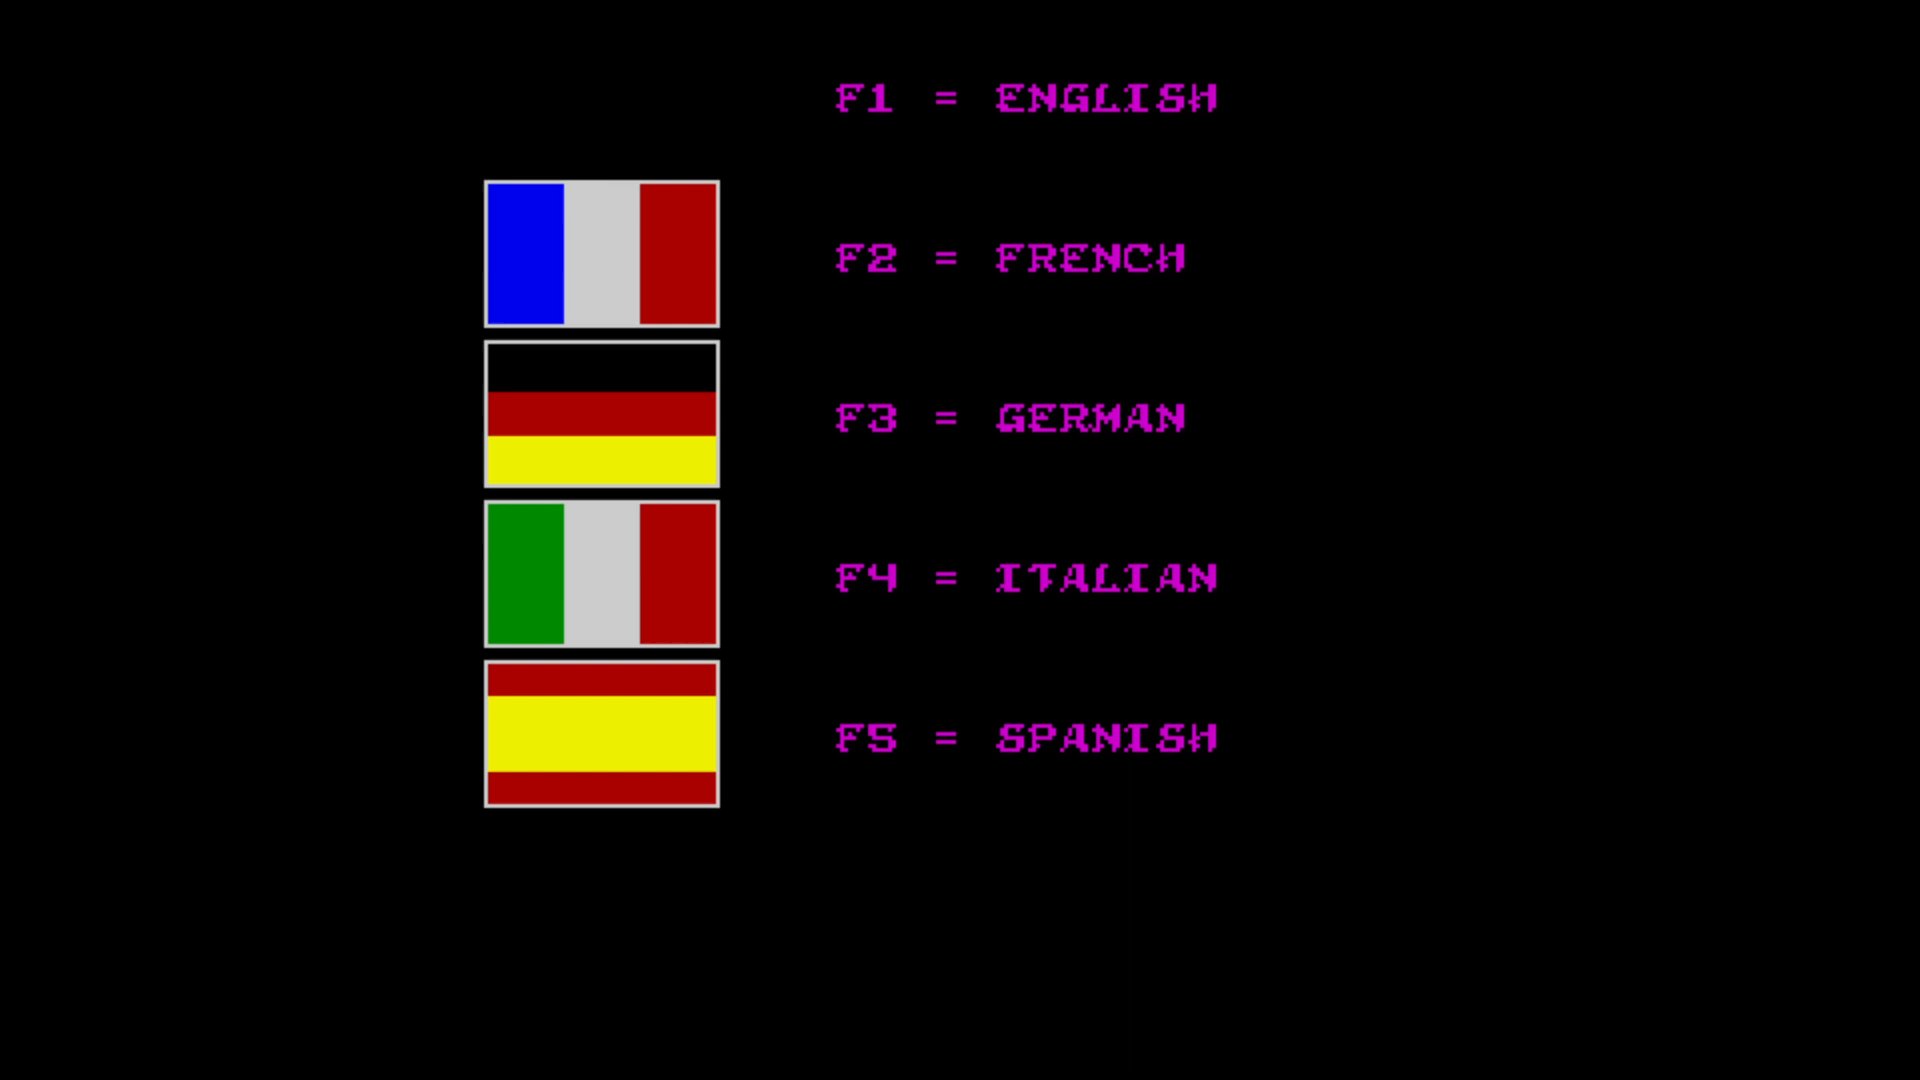 F1 = ENGLISH
F2 = FRENCH
F3 = GERMAN
F4 = ITALIAN
F5 = SPANISH